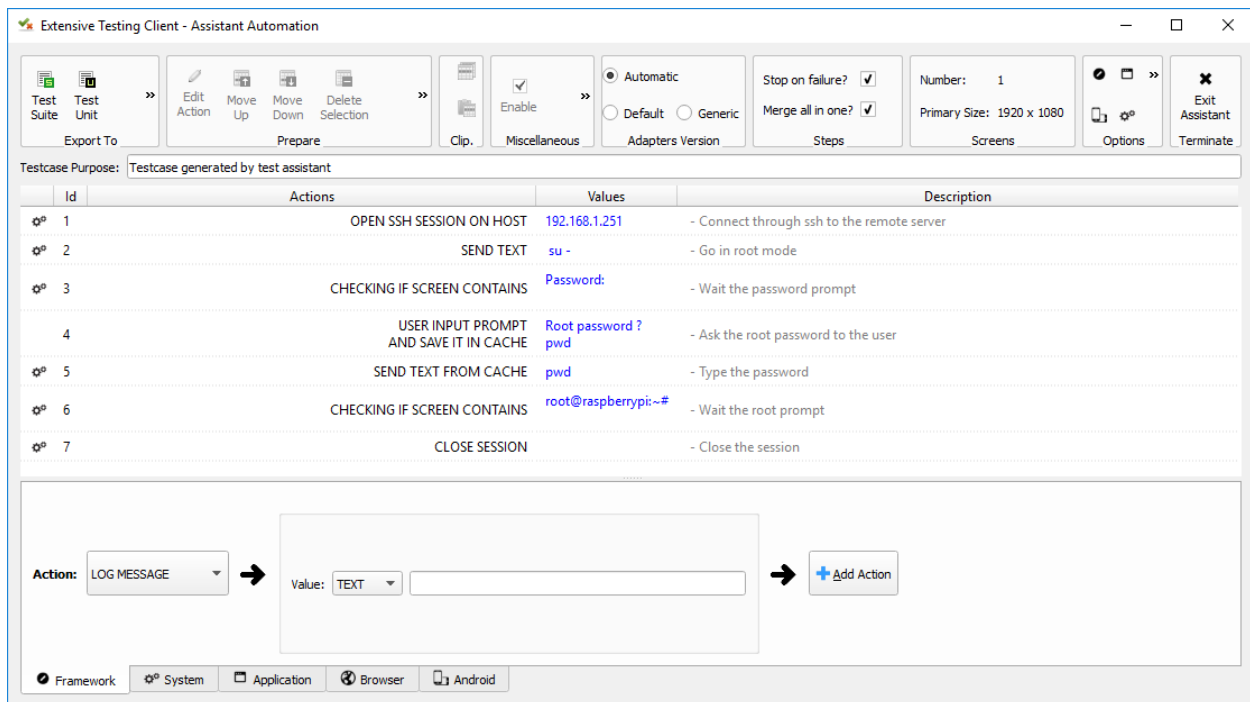 Extensive Testing Client - Assistant Automation
Test Suite
Test Unit
»
Export To
Edit Action
Move Up
Move Down
Delete Selection
»
Prepare
Clip.
Enable
»
Miscellaneous
Automatic
Default Generic
Adapters Version
Stop on failure?
Merge all in one?
Steps
Number: 1
Primary Size: 1920 x 1080
Screens
»
Options
Exit Assistant
Terminate
Testcase Purpose: Testcase generated by test assistant
Id Actions Values Description
1 OPEN SSH SESSION ON HOST 192.168.1.251 - Connect through ssh to the remote server
2 SEND TEXT su - - Go in root mode
3 CHECKING IF SCREEN CONTAINS Password: - Wait the password prompt
4 USER INPUT PROMPT Root password ? - Ask the root password to the user
AND SAVE IT IN CACHE pwd
5 SEND TEXT FROM CACHE pwd - Type the password
6 CHECKING IF SCREEN CONTAINS root@raspberrypi:~# - Wait the root prompt
7 CLOSE SESSION - Close the session
Action: LOG MESSAGE Value: TEXT Add Action
Framework System Application Browser Android